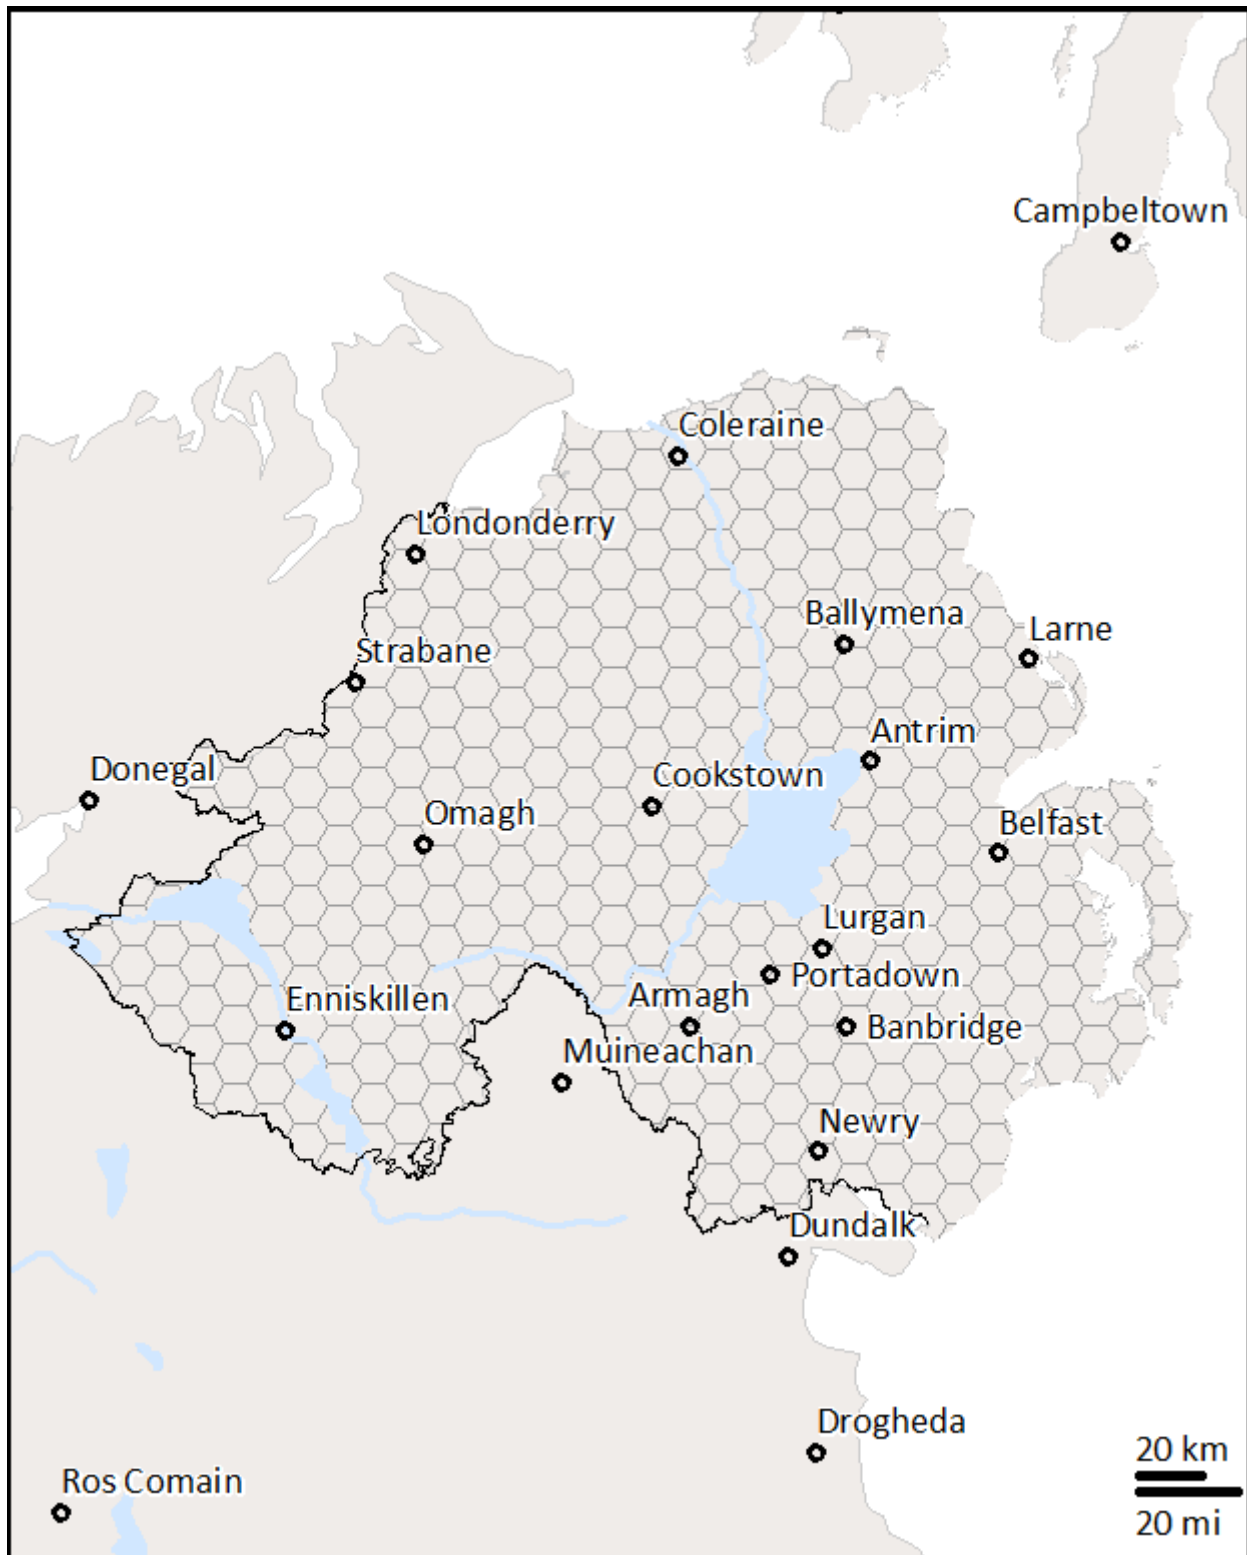 Campbeltown
Coleraine
Londonderry
Ballymena
Larne
Strabane
Antrim
Donegal
Cookstown
Omagh
Belfast
Lurgan
Portadown
Enniskillen
Armagh
Banbridge
Muineachan
Newry
Dundalk
Drogheda
20 km
Ros Comain
20 mi